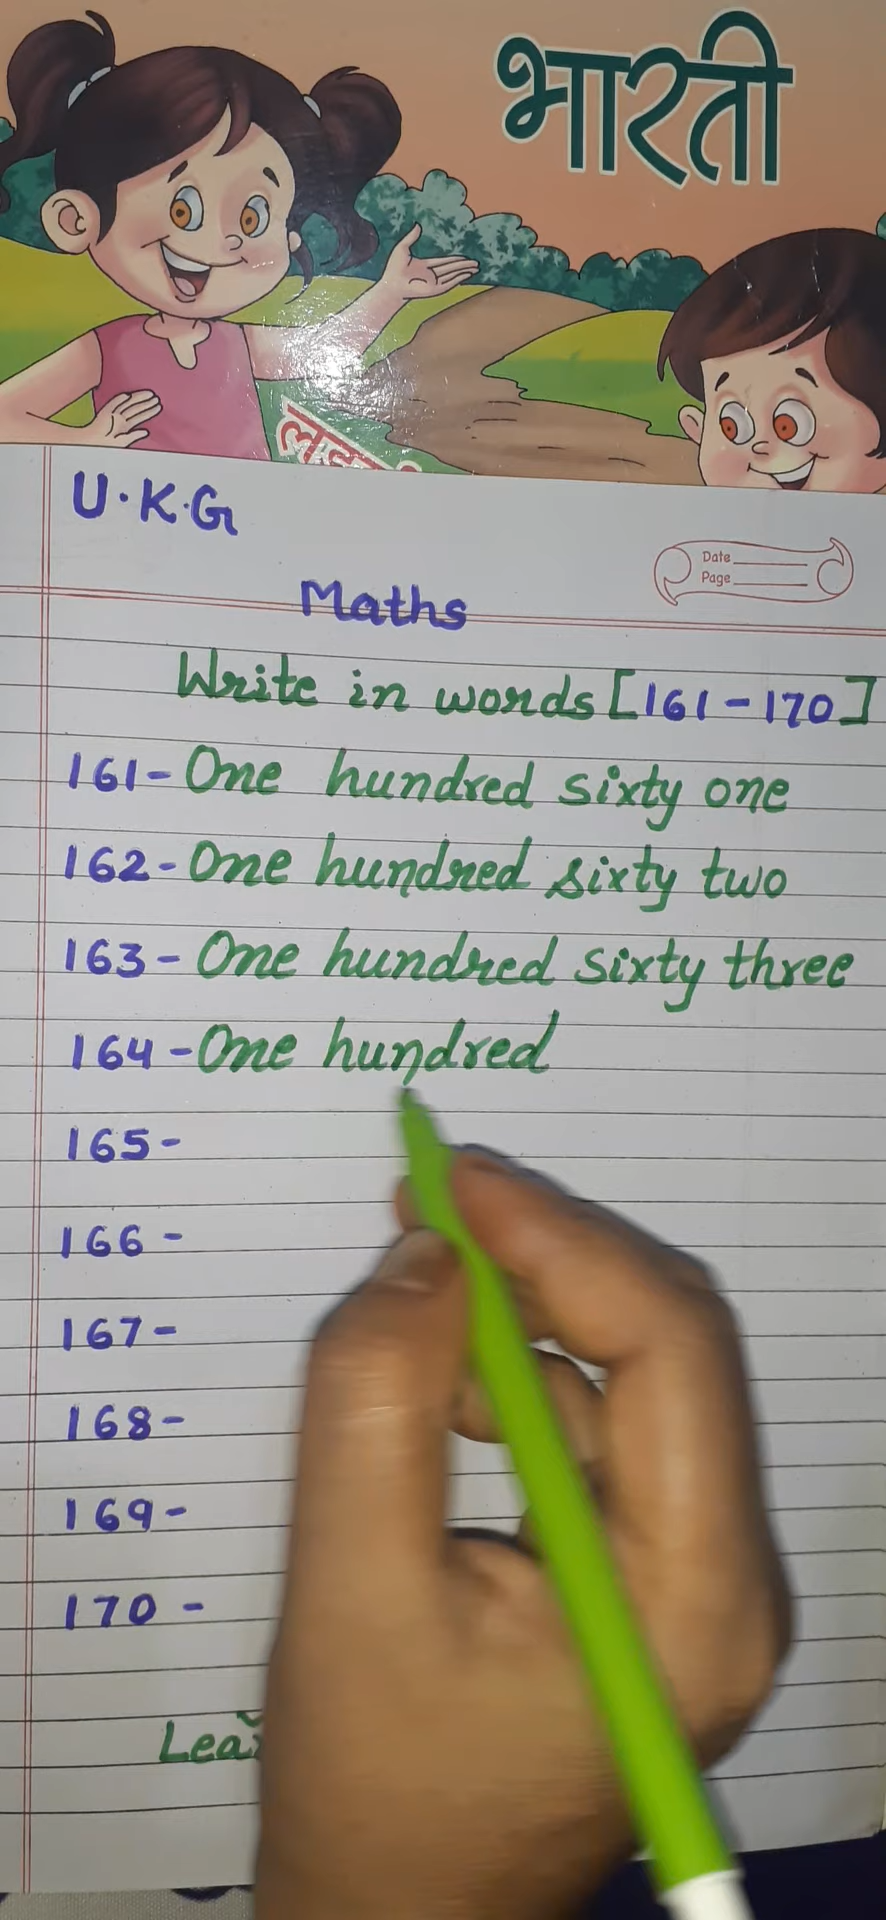 भारती
U.K.G
Date
Page
Maths
Write in words [161-170]
161- One hundred sixty one
162- One hundred sixty two
163- One hundred sixty three
164- One hundred
165-
166-
167-
168-
169-
170-